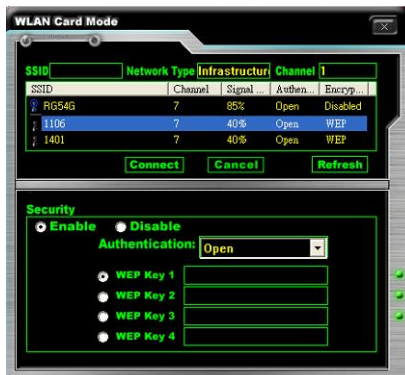 WLAN Card Mode
SSID Network Type Infrastructur Channel 1
SSID Channel Signal ... Authen... Encryp...
RG54G 7 85% Open Disabled
1106 7 40% Open WEP
1401 7 40% Open WEP
Connect Cancel Refresh
Security
Enable Disable
Authentication: Open
WEP Key 1
WEP Key 2
WEP Key 3
WEP Key 4